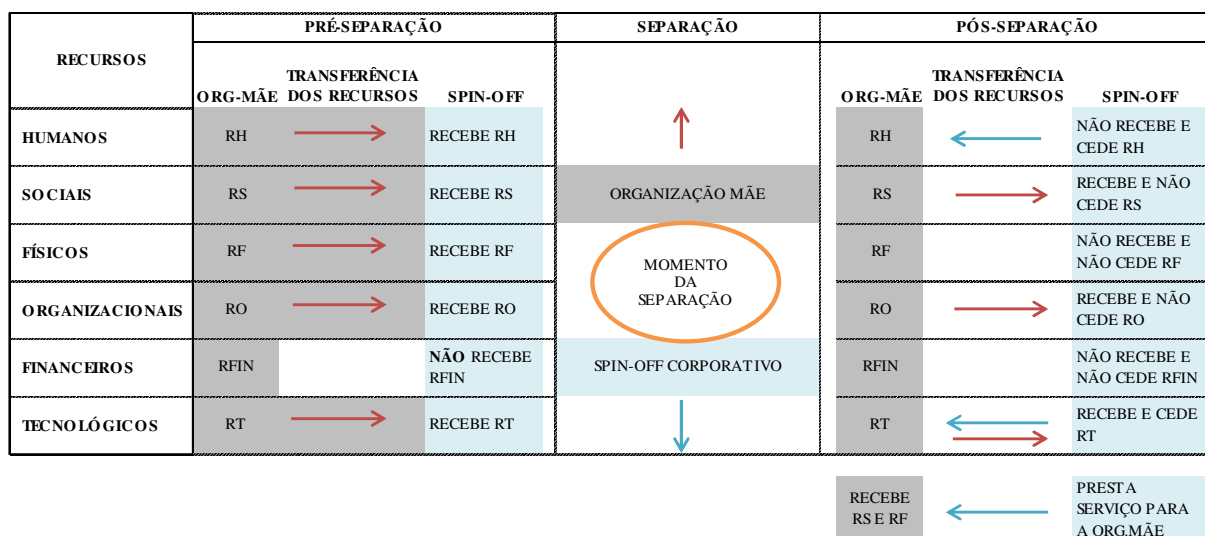 PRÉ-SEPARAÇÃO SEPARAÇÃO PÓS-SEPARAÇÃO
RECURSOS
ORG-MÃE
TRANSFERÊNCIA
DOS RECURSOS
SPIN-OFF
ORG-MÃE
TRANSFERÊNCIA
DOS RECURSOS
SPIN-OFF
HUMANOS
RH
RECEBE RH
RH
NÃO RECEBE E
CEDE RH
SOCIAIS
RS
RECEBE RS
ORGANIZAÇÃO MÃE
RS
RECEBE E NÃO
CEDE RS
FÍSICOS
RF
RECEBE RF
MOMENTO
DA
SEPARAÇÃO
RF
NÃO RECEBE E
NÃO CEDE RF
ORGANIZACIONAIS
RO
RECEBE RO
RO
RECEBE E NÃO
CEDE RO
FINANCEIROS
RFIN
NÃO RECEBE
RFIN
SPIN-OFF CORPORATIVO
RFIN
NÃO RECEBE E
NÃO CEDE RFIN
TECNOLÓGICOS
RT
RECEBE RT
RT
RECEBE E CEDE
RT
RECEBE
RS E RF
PRESTA
SERVIÇO PARA
A ORG.MÃE